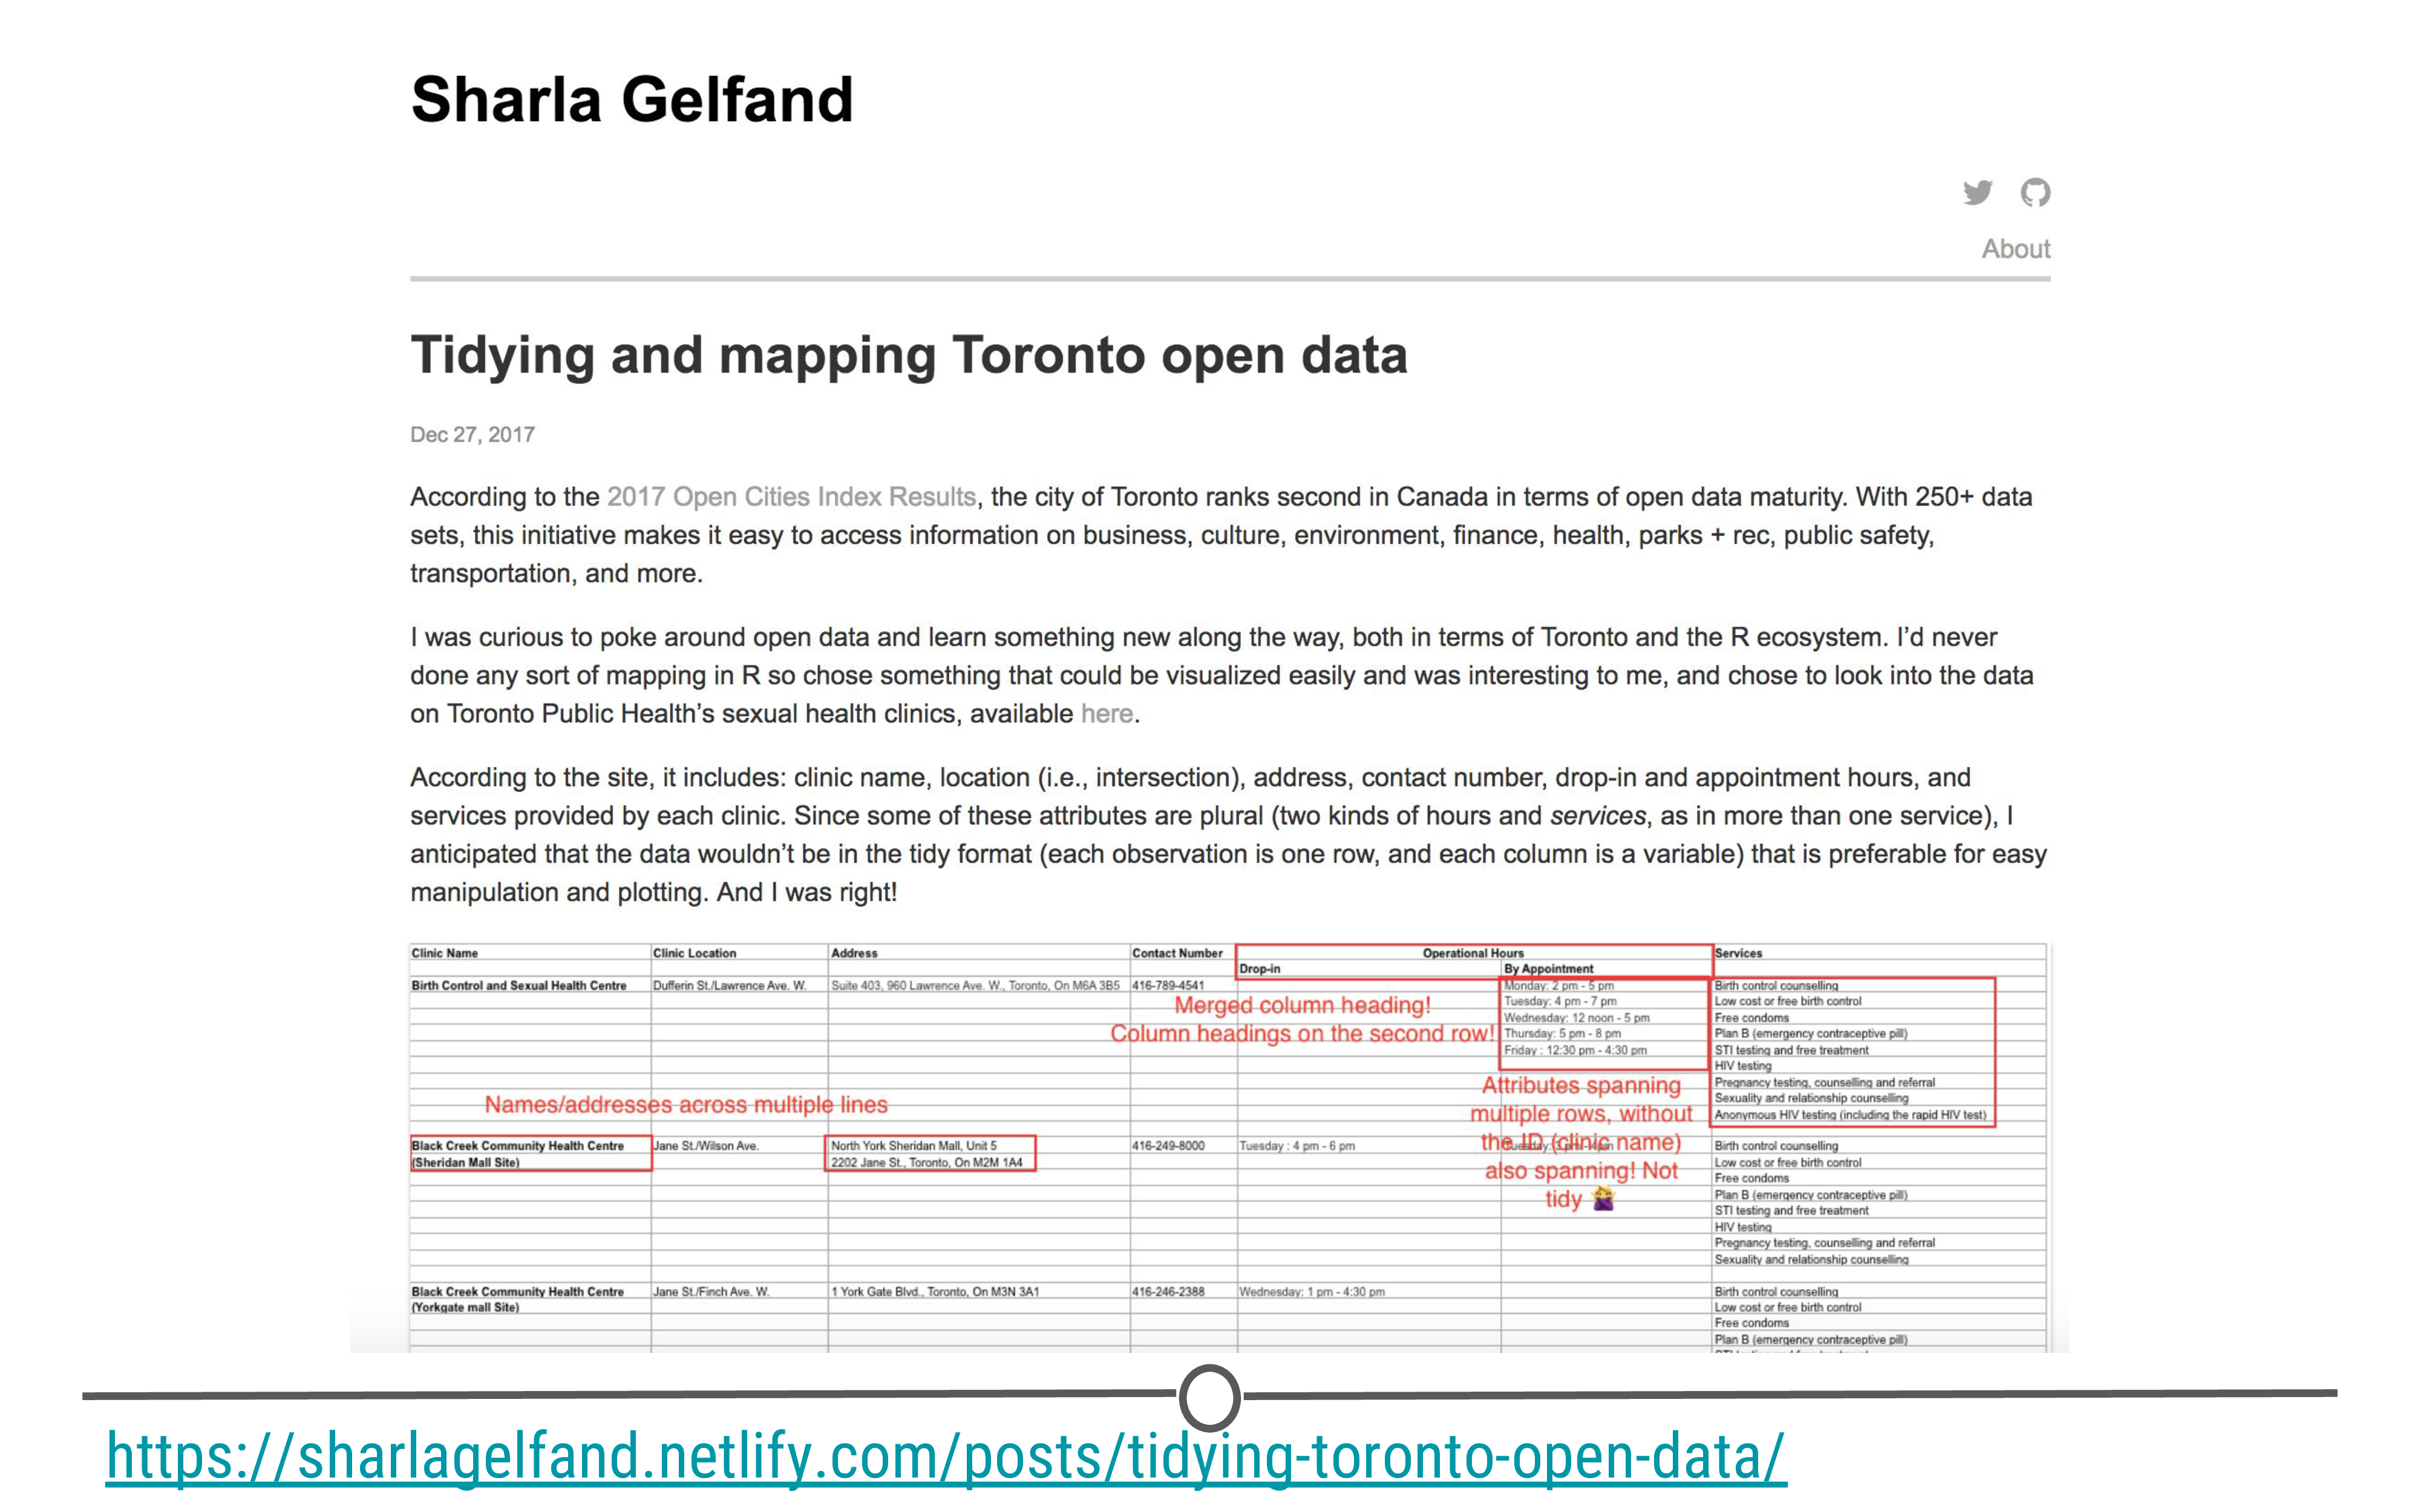 Sharla Gelfand
About
Tidying and mapping Toronto open data
Dec 27, 2017
According to the 2017 Open Cities Index Results, the city of Toronto ranks second in Canada in terms of open data maturity. With 250+ data
sets, this initiative makes it easy to access information on business, culture, environment, finance, health, parks + rec, public safety,
transportation, and more.
I was curious to poke around open data and learn something new along the way, both in terms of Toronto and the R ecosystem. I’d never
done any sort of mapping in R so chose something that could be visualized easily and was interesting to me, and chose to look into the data
on Toronto Public Health’s sexual health clinics, available here.
According to the site, it includes: clinic name, location (i.e., intersection), address, contact number, drop-in and appointment hours, and
services provided by each clinic. Since some of these attributes are plural (two kinds of hours and services, as in more than one service), I
anticipated that the data wouldn’t be in the tidy format (each observation is one row, and each column is a variable) that is preferable for easy
manipulation and plotting. And I was right!
Clinic Name Clinic Location Address Contact Number Operational Hours Services
Drop-in By Appointment
Birth Control and Sexual Health Centre Dufferin St./Lawrence Ave. W. Suite 403, 960 Lawrence Ave. W., Toronto, On M6A 3B5 416-789-4541 Monday: 2 pm - 5 pm Birth control counselling
Merged column heading! Tuesday: 4 pm - 7 pm Low cost or free birth control
Wednesday: 12 noon - 5 pm Free condoms
Column headings on the second row! Thursday: 5 pm - 8 pm Plan B (emergency contraceptive pill)
Friday : 12:30 pm - 4:30 pm STI testing and free treatment
HIV testing
Attributes spanning Pregnancy testing, counselling and referral
Names/addresses across multiple lines Sexuality and relationship counselling
multiple rows, without Anonymous HIV testing (including the rapid HIV test)
Black Creek Community Health Centre Jane St./Wilson Ave. North York Sheridan Mall, Unit 5 416-249-8000 Tuesday : 4 pm - 6 pm the ID (clinic name) Birth control counselling
(Sheridan Mall Site) 2202 Jane St., Toronto, On M2M 1A4 also spanning! Not Low cost or free birth control
Free condoms
tidy Plan B (emergency contraceptive pill)
STI testing and free treatment
HIV testing
Pregnancy testing, counselling and referral
Sexuality and relationship counselling
Black Creek Community Health Centre Jane St./Finch Ave. W. 1 York Gate Blvd., Toronto, On M3N 3A1 416-246-2388 Wednesday: 1 pm - 4:30 pm Birth control counselling
(Yorkgate mall Site) Low cost or free birth control
Free condoms
Plan B (emergency contraceptive pill)
https://sharlagelfand.netlify.com/posts/tidying-toronto-open-data/